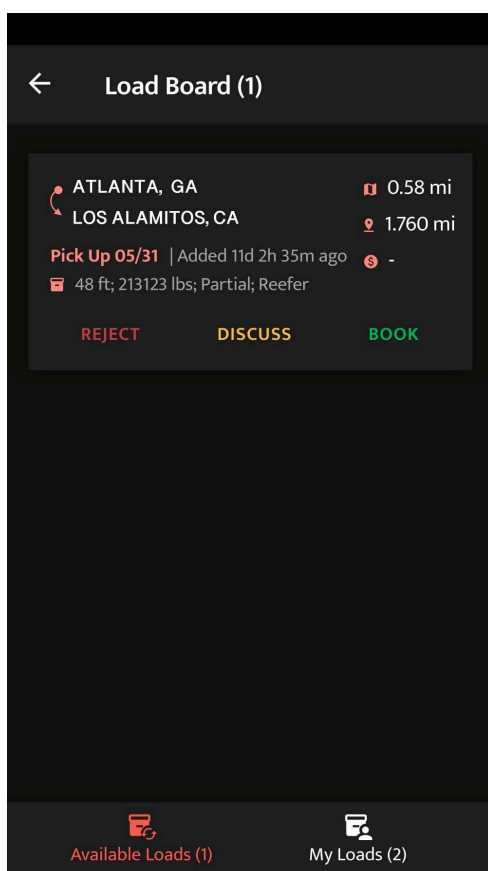 Load Board (1)
ATLANTA, GA
0.58 mi
LOS ALAMITOS, CA
1.760 mi
Pick Up 05/31 | Added 11d 2h 35m ago
-
48 ft; 213123 lbs; Partial; Reefer
REJECT DISCUSS BOOK
Available Loads (1) My Loads (2)